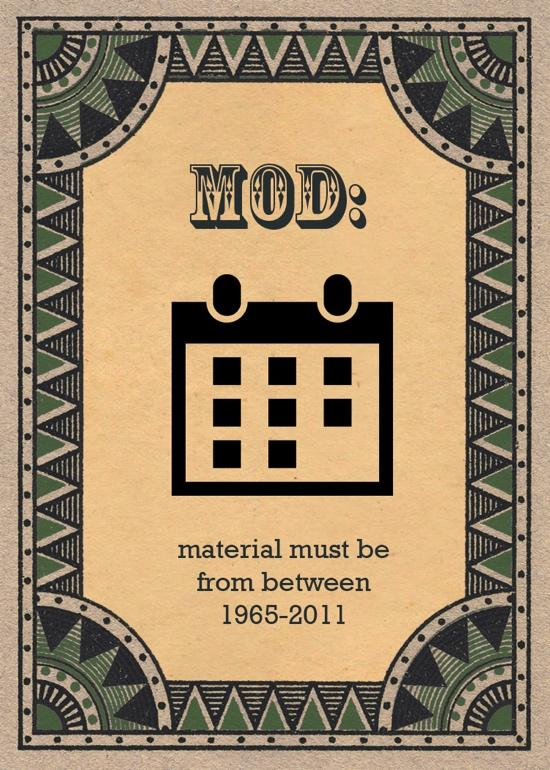 MOD:
material must be
from between
1965-2011